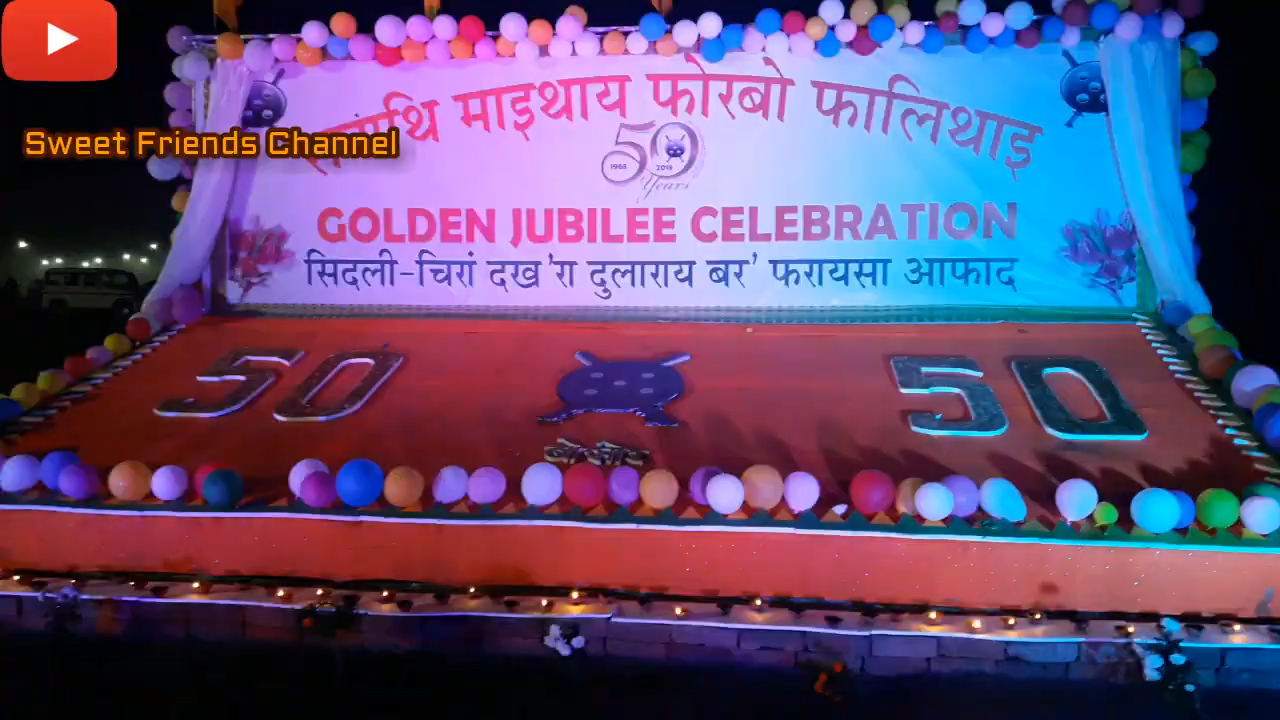 Sweet Friends Channel
माइथाय फोरबो फालिथाइ
50
1968 2018
Years
GOLDEN JUBILEE CELEBRATION
सिदली-चिरां दख'रा दुलाराय बर' फरायसा आफाद
50 50